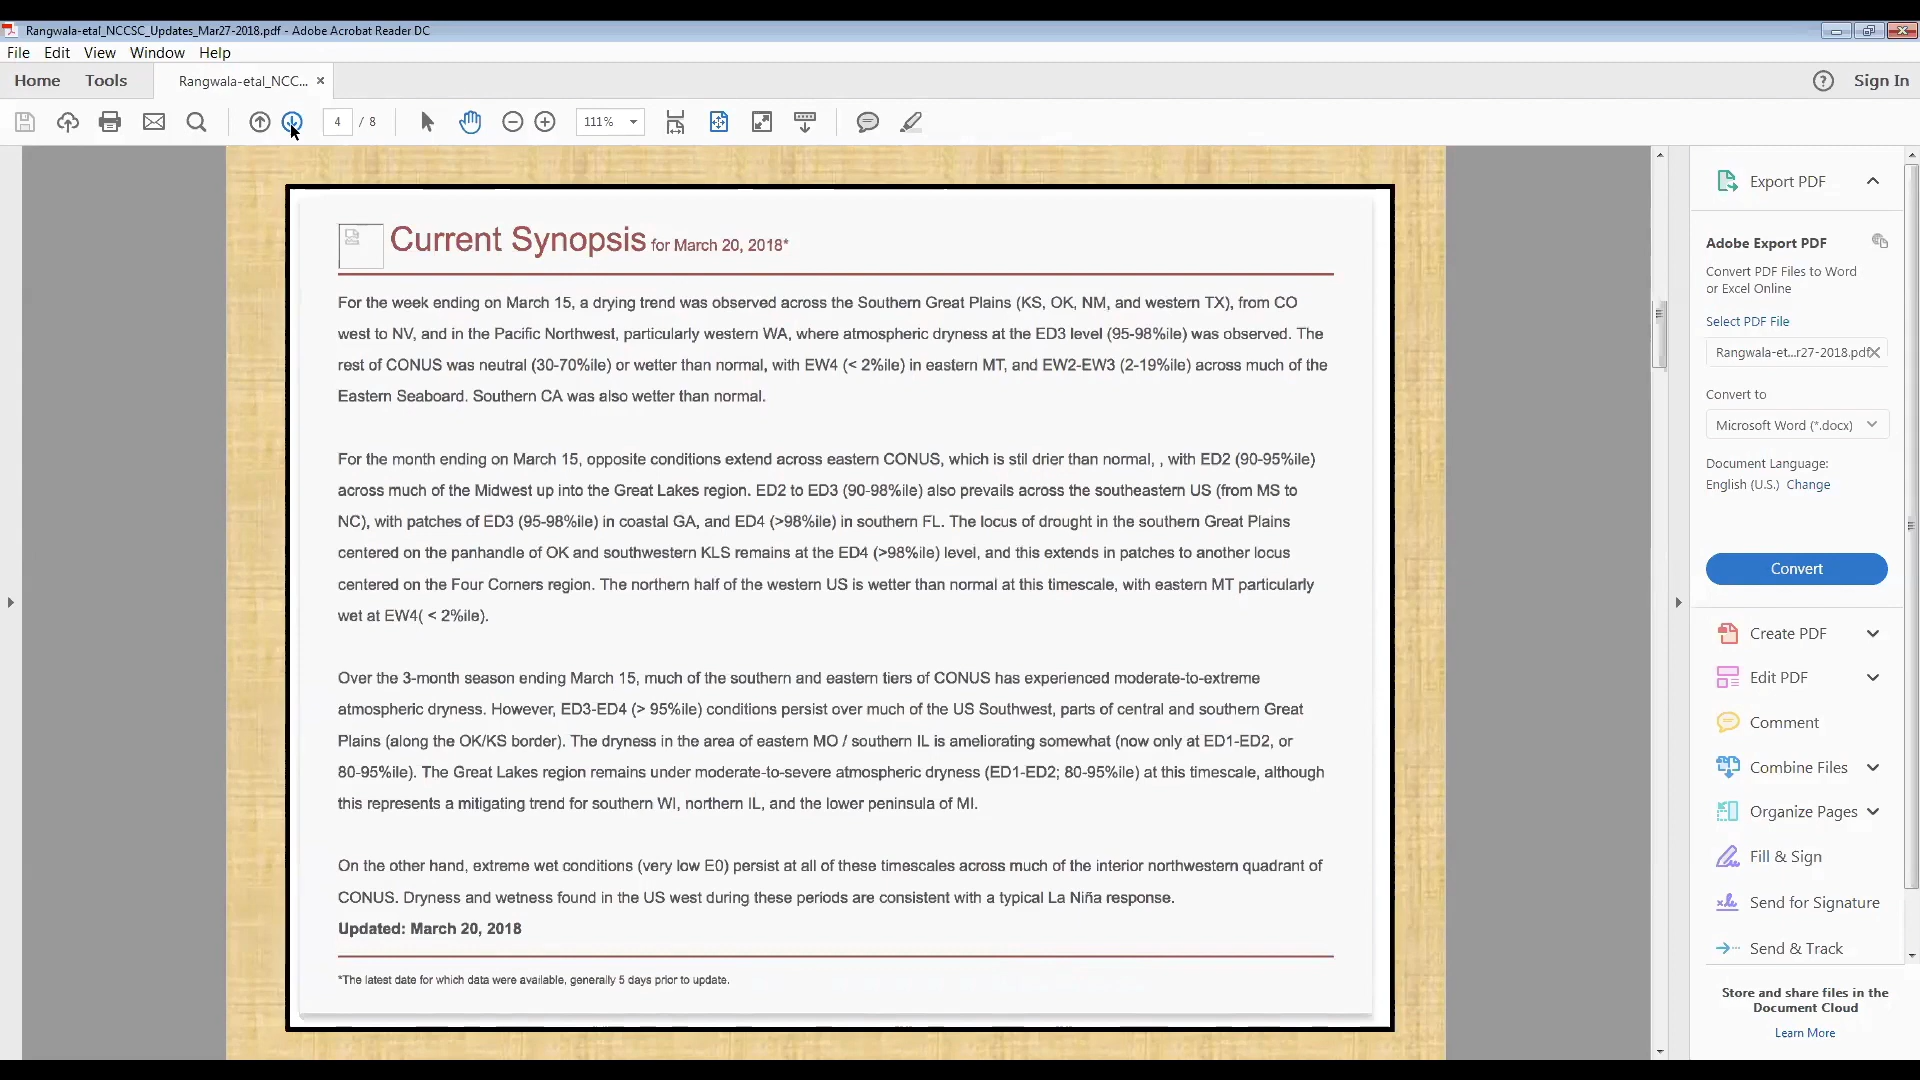 Rangwala-etal_NCCSC_Updates_Mar27-2018.pdf - Adobe Acrobat Reader DC
File Edit View Window Help
Home Tools Rangwala-etal_NCC... × Sign In
4 / 8 111%
Current Synopsis for March 20, 2018*
For the week ending on March 15, a drying trend was observed across the Southern Great Plains (KS, OK, NM, and western TX), from CO
west to NV, and in the Pacific Northwest, particularly western WA, where atmospheric dryness at the ED3 level (95-98%ile) was observed. The
rest of CONUS was neutral (30-70%ile) or wetter than normal, with EW4 (< 2%ile) in eastern MT, and EW2-EW3 (2-19%ile) across much of the
Eastern Seaboard. Southern CA was also wetter than normal.
For the month ending on March 15, opposite conditions extend across eastern CONUS, which is stil drier than normal, , with ED2 (90-95%ile)
across much of the Midwest up into the Great Lakes region. ED2 to ED3 (90-98%ile) also prevails across the southeastern US (from MS to
NC), with patches of ED3 (95-98%ile) in coastal GA, and ED4 (>98%ile) in southern FL. The locus of drought in the southern Great Plains
centered on the panhandle of OK and southwestern KLS remains at the ED4 (>98%ile) level, and this extends in patches to another locus
centered on the Four Corners region. The northern half of the western US is wetter than normal at this timescale, with eastern MT particularly
wet at EW4( < 2%ile).
Over the 3-month season ending March 15, much of the southern and eastern tiers of CONUS has experienced moderate-to-extreme
atmospheric dryness. However, ED3-ED4 (> 95%ile) conditions persist over much of the US Southwest, parts of central and southern Great
Plains (along the OK/KS border). The dryness in the area of eastern MO / southern IL is ameliorating somewhat (now only at ED1-ED2, or
80-95%ile). The Great Lakes region remains under moderate-to-severe atmospheric dryness (ED1-ED2; 80-95%ile) at this timescale, although
this represents a mitigating trend for southern WI, northern IL, and the lower peninsula of MI.
On the other hand, extreme wet conditions (very low E0) persist at all of these timescales across much of the interior northwestern quadrant of
CONUS. Dryness and wetness found in the US west during these periods are consistent with a typical La Niña response.
Updated: March 20, 2018
*The latest date for which data were available, generally 5 days prior to update.
Export PDF
Adobe Export PDF
Convert PDF Files to Word
or Excel Online
Select PDF File
Rangwala-et...r27-2018.pdf
Convert to
Microsoft Word (*.docx)
Document Language:
English (U.S.) Change
Convert
Create PDF
Edit PDF
Comment
Combine Files
Organize Pages
Fill & Sign
Send for Signature
Send & Track
Store and share files in the
Document Cloud
Learn More